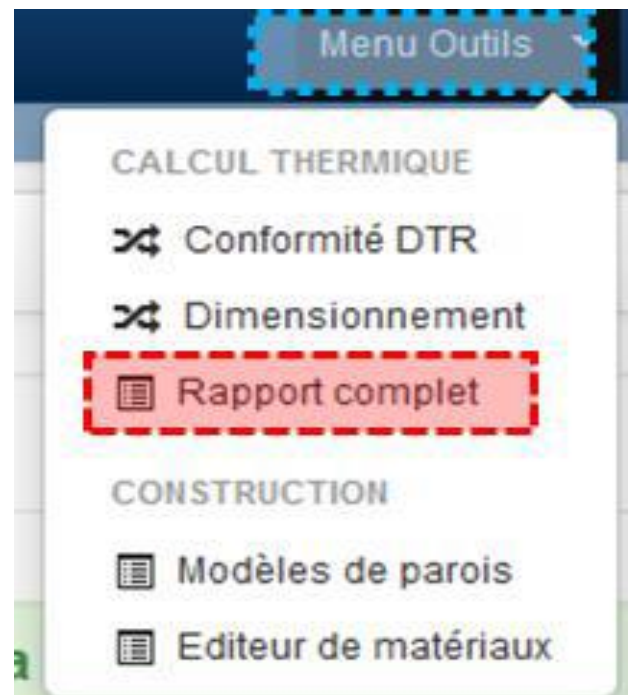 Menu Outils
CALCUL THERMIQUE
Conformité DTR
Dimensionnement
Rapport complet
CONSTRUCTION
Modèles de parois
Editeur de matériaux
a